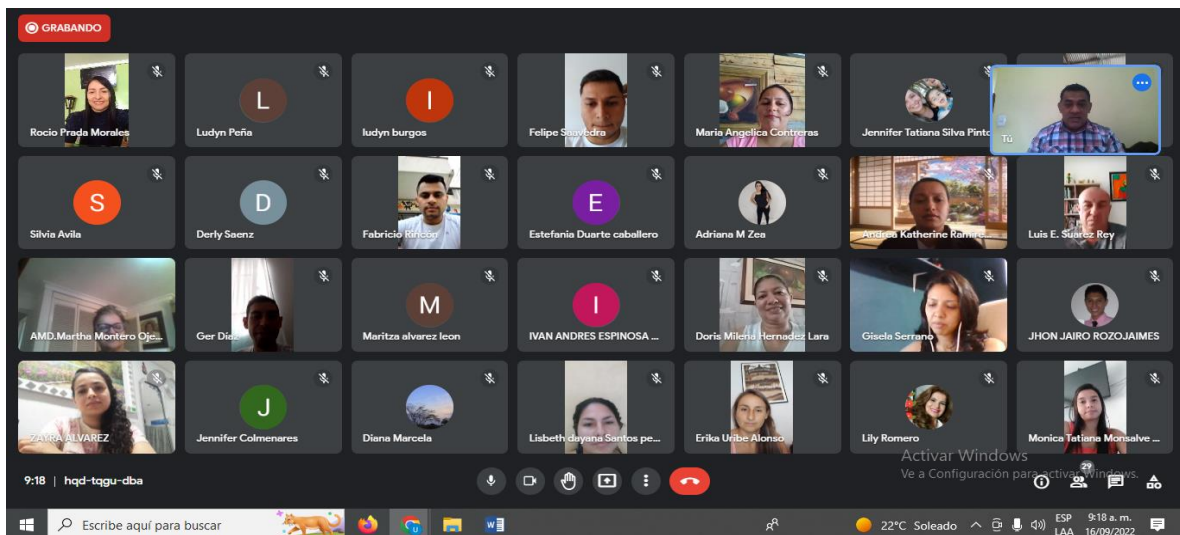 GRABANDO
Rocio Prada Morales
L
Ludyn Peña
I
ludyn burgos
Felipe Saavedra
Maria Angelica Contreras
Jennifer Tatiana Silva Pinto
Tú
S
Silvia Avila
D
Derly Saenz
Fabricio Rincón
E
Estefania Duarte caballero
Adriana M Zea
Andrea Katherine Ramire...
Luis E. Suárez Rey
AMD.Martha Montero Oje...
Ger Díaz
M
Maritza alvarez leon
I
IVAN ANDRES ESPINOSA ...
Doris Milena Hernadez Lara
Gisela Serrano
JHON JAIRO ROZOJAIMES
ZAYRA ALVAREZ
J
Jennifer Colmenares
Diana Marcela
Lisbeth dayana Santos pe...
Erika Uribe Alonso
Lily Romero
Monica Tatiana Monsalve ...
Activar Windows
Ve a Configuración para activar Windows.
9:18 | hqd-tqgu-dba
29
Escribe aquí para buscar
22°C Soleado
ESP
LAA
9:18 a. m.
16/09/2022